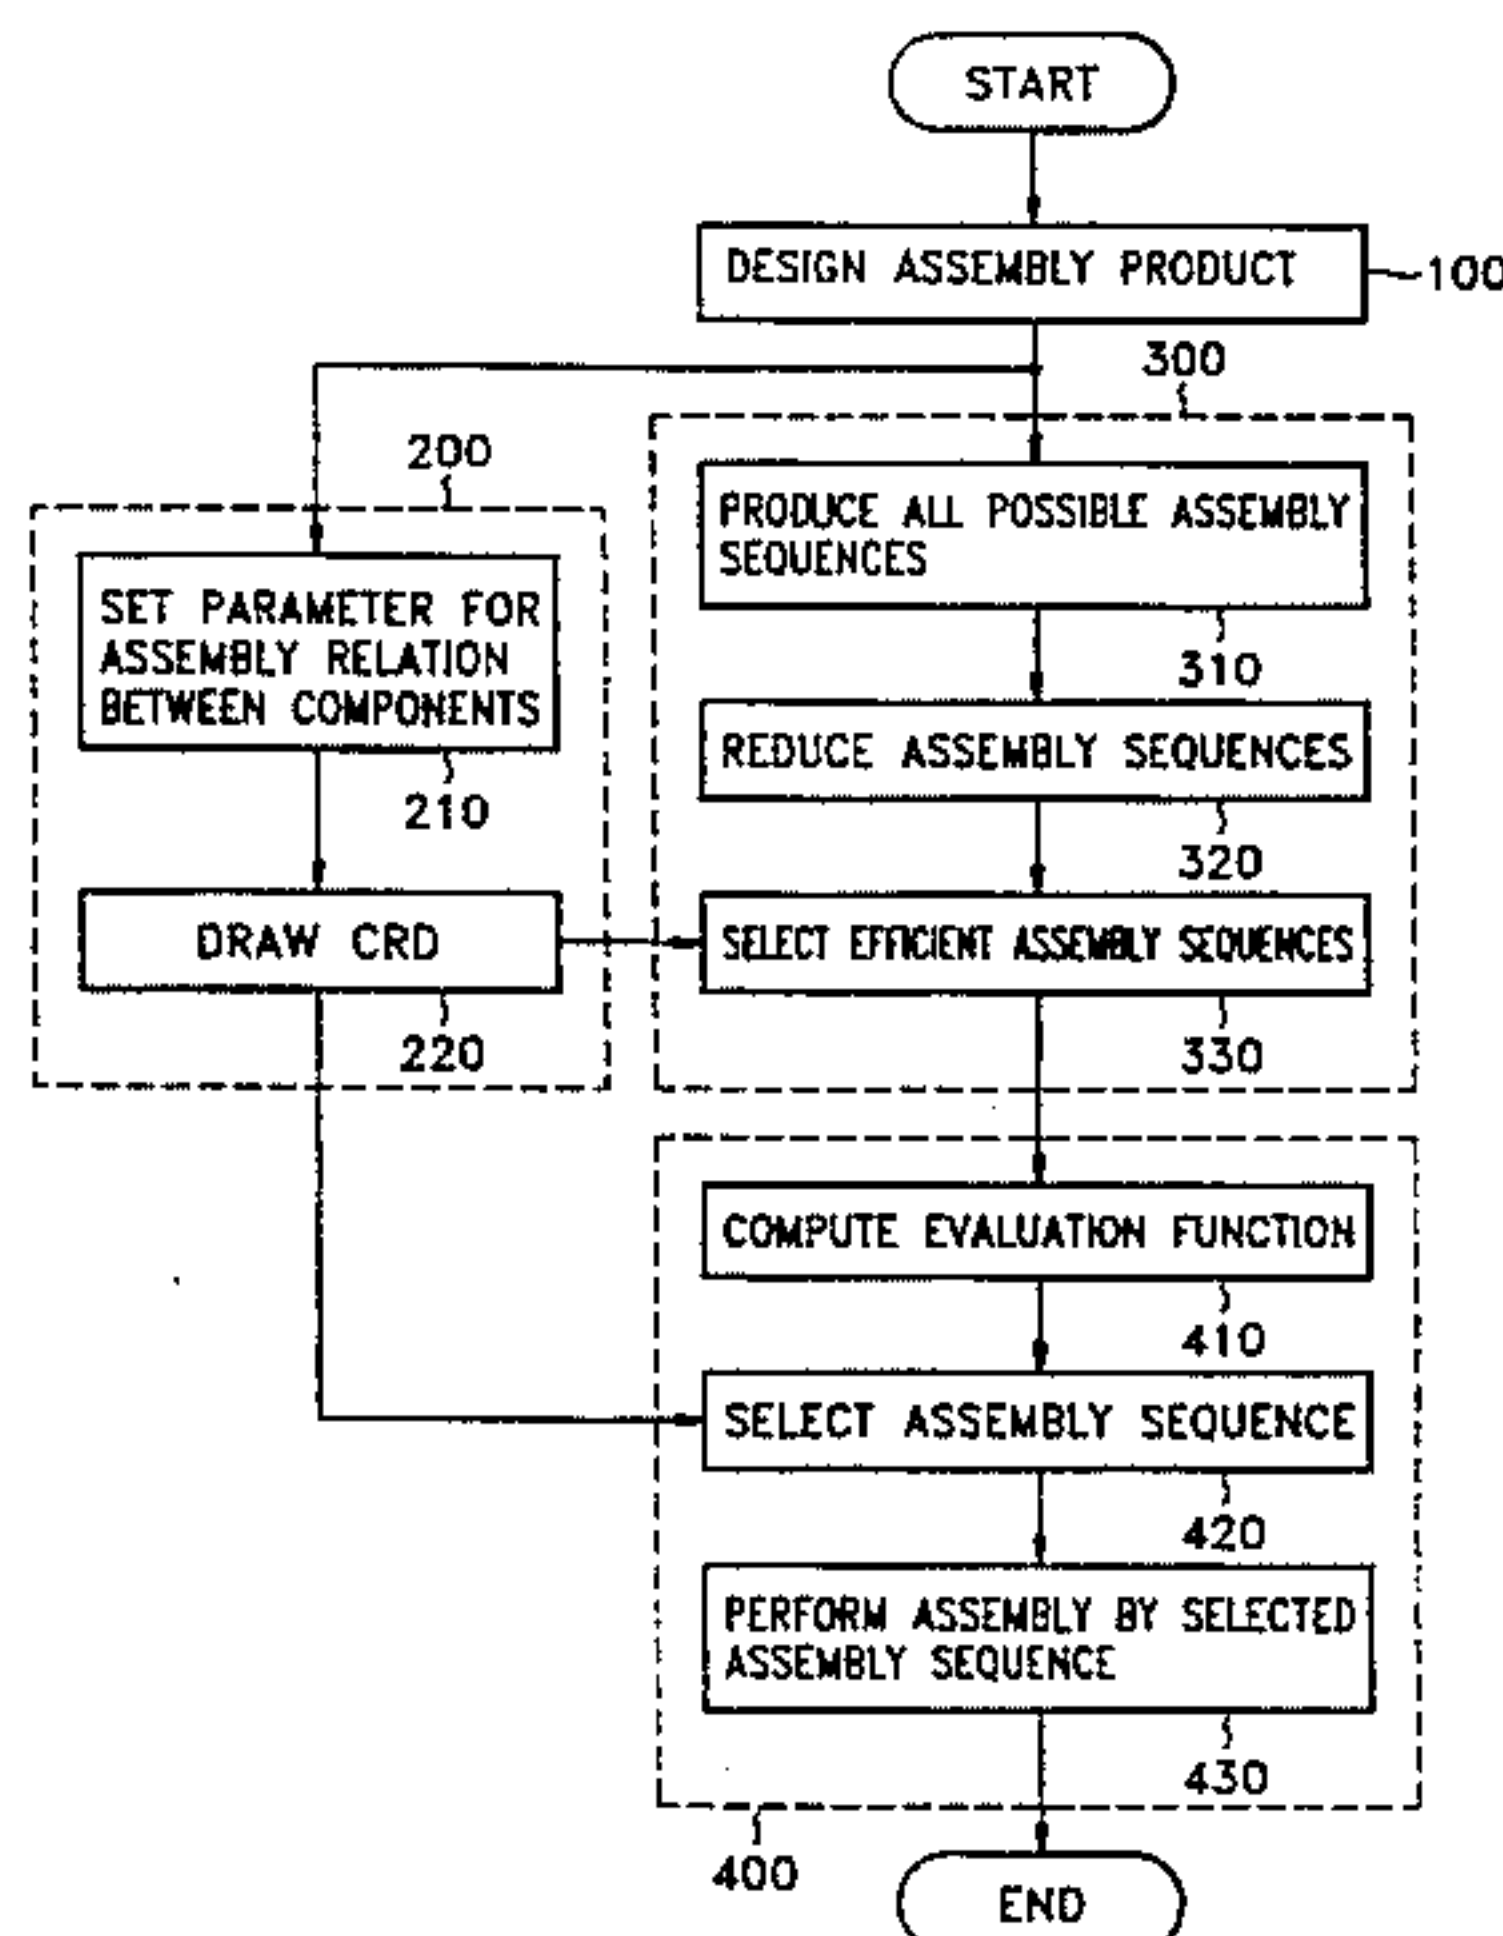 START
DESIGN ASSEMBLY PRODUCT
100
300
200
PRODUCE ALL POSSIBLE ASSEMBLY
SEQUENCES
310
SET PARAMETER FOR
ASSEMBLY RELATION
BETWEEN COMPONENTS
210
REDUCE ASSEMBLY SEQUENCES
320
DRAW CRD
220
SELECT EFFICIENT ASSEMBLY SEQUENCES
330
COMPUTE EVALUATION FUNCTION
410
SELECT ASSEMBLY SEQUENCE
420
PERFORM ASSEMBLY BY SELECTED
ASSEMBLY SEQUENCE
430
400
END